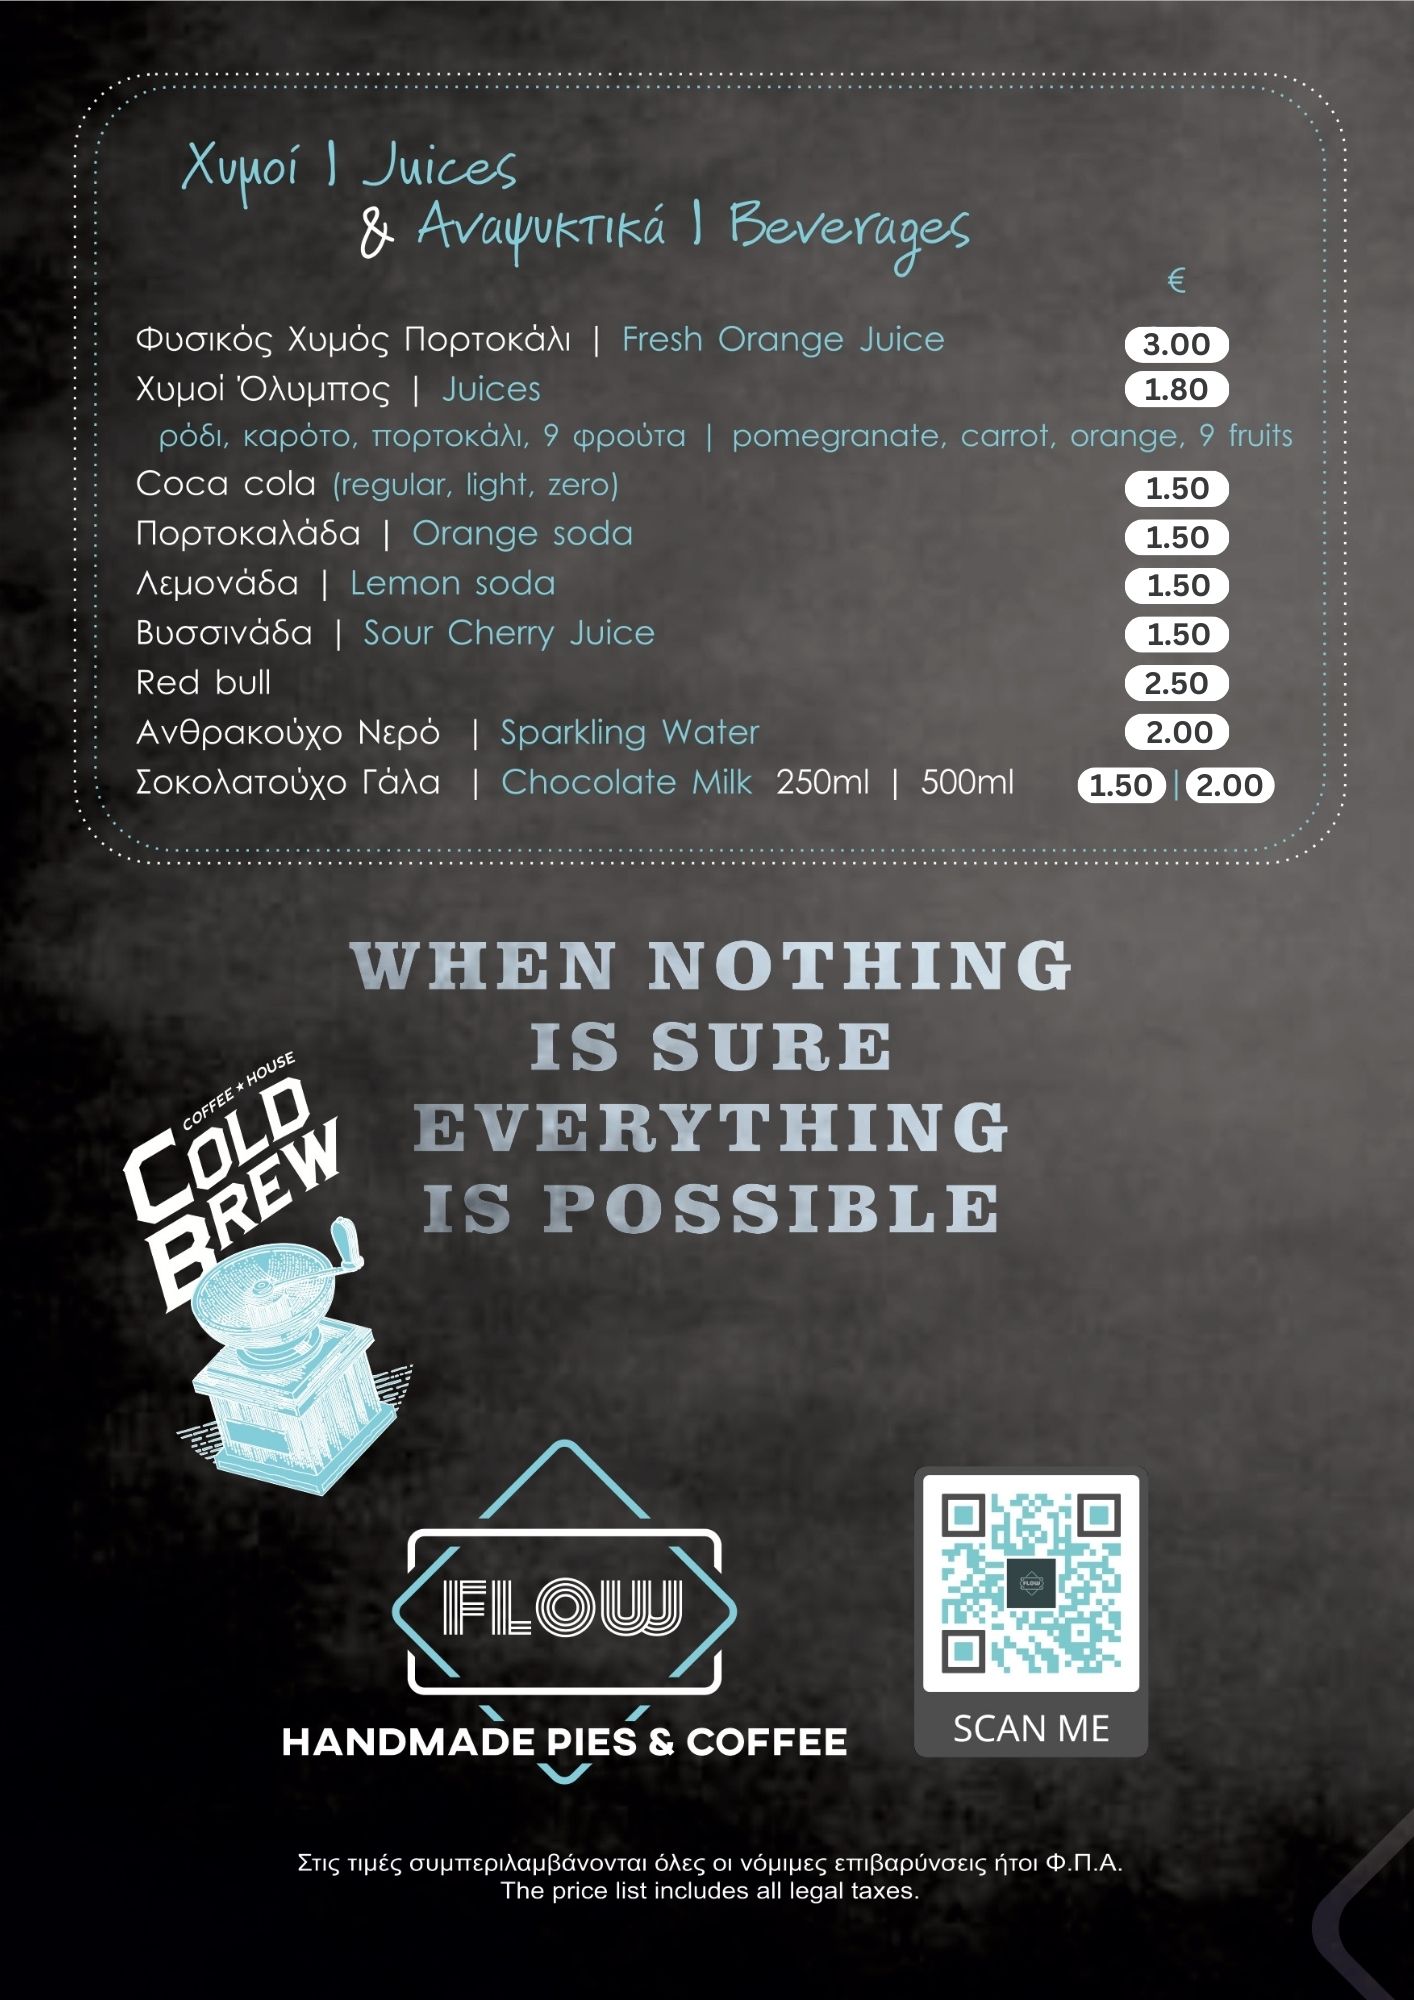 Χυμοί | Juices
& Αναψυκτικά | Beverages
€
Φυσικός Χυμός Πορτοκάλι | Fresh Orange Juice 3.00
Χυμοί Όλυμπος | Juices 1.80
ρόδι, καρότο, πορτοκάλι, 9 φρούτα | pomegranate, carrot, orange, 9 fruits
Coca cola (regular, light, zero) 1.50
Πορτοκαλάδα | Orange soda 1.50
Λεμονάδα | Lemon soda 1.50
Βυσσινάδα | Sour Cherry Juice 1.50
Red bull 2.50
Ανθρακούχο Νερό | Sparkling Water 2.00
Σοκολατούχο Γάλα | Chocolate Milk 250ml | 500ml 1.50 | 2.00
WHEN NOTHING
IS SURE
EVERYTHING
IS POSSIBLE
COFFEE ★ HOUSE
COLD
BREW
FLOW
HANDMADE PIES & COFFEE
FLOW
SCAN ME
Στις τιμές συμπεριλαμβάνονται όλες οι νόμιμες επιβαρύνσεις ήτοι Φ.Π.Α.
The price list includes all legal taxes.